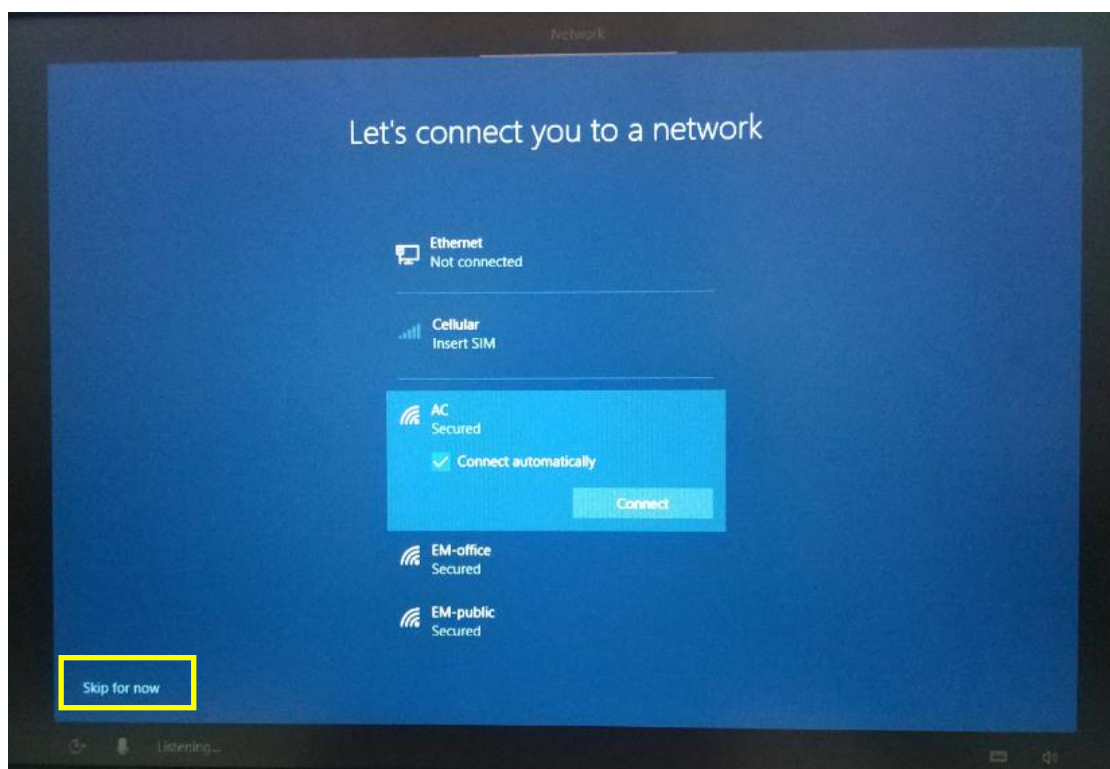 Network
Let's connect you to a network
Ethernet
Not connected
Cellular
Insert SIM
AC
Secured
Connect automatically
Connect
EM-office
Secured
EM-public
Secured
Skip for now
Listening...